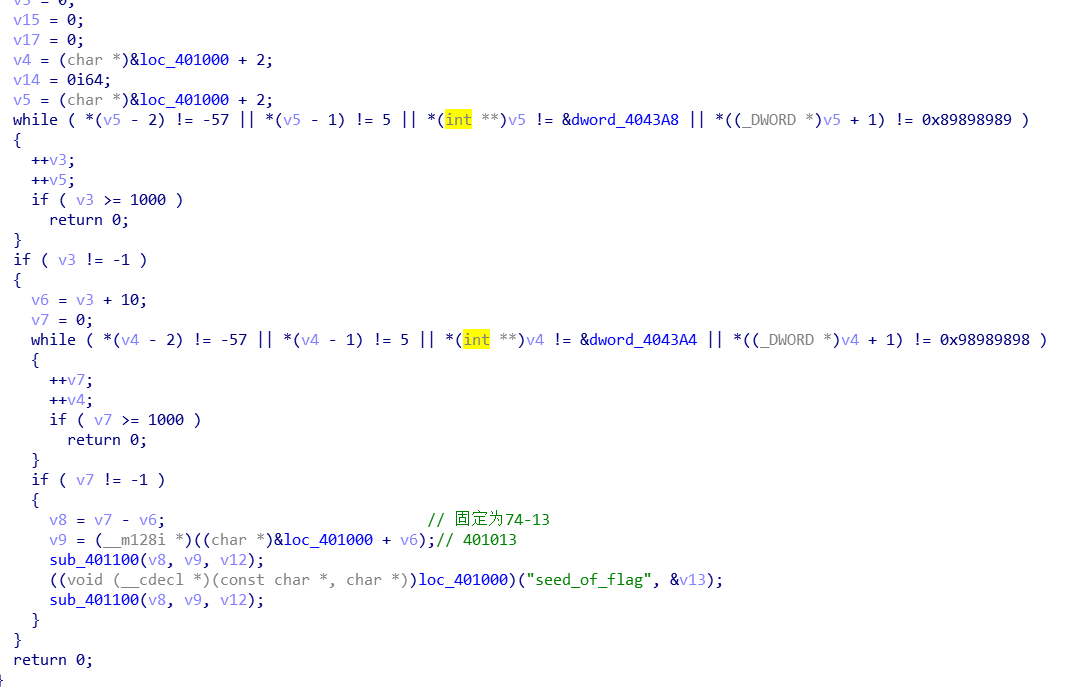 v3 = 0;
v15 = 0;
v17 = 0;
v4 = (char *)&loc_401000 + 2;
v14 = 0i64;
v5 = (char *)&loc_401000 + 2;
while ( *(v5 - 2) != -57 || *(v5 - 1) != 5 || *(int **)v5 != &dword_4043A8 || *((_DWORD *)v5 + 1) != 0x89898989 )
{
++v3;
++v5;
if ( v3 >= 1000 )
return 0;
}
if ( v3 != -1 )
{
v6 = v3 + 10;
v7 = 0;
while ( *(v4 - 2) != -57 || *(v4 - 1) != 5 || *(int **)v4 != &dword_4043A4 || *((_DWORD *)v4 + 1) != 0x98989898 )
{
++v7;
++v4;
if ( v7 >= 1000 )
return 0;
}
if ( v7 != -1 )
{
v8 = v7 - v6; // 固定为74-13
v9 = (__m128i *)((char *)&loc_401000 + v6);// 401013
sub_401100(v8, v9, v12);
((void (__cdecl *)(const char *, char *))loc_401000)("seed_of_flag", &v13);
sub_401100(v8, v9, v12);
}
}
return 0;
}